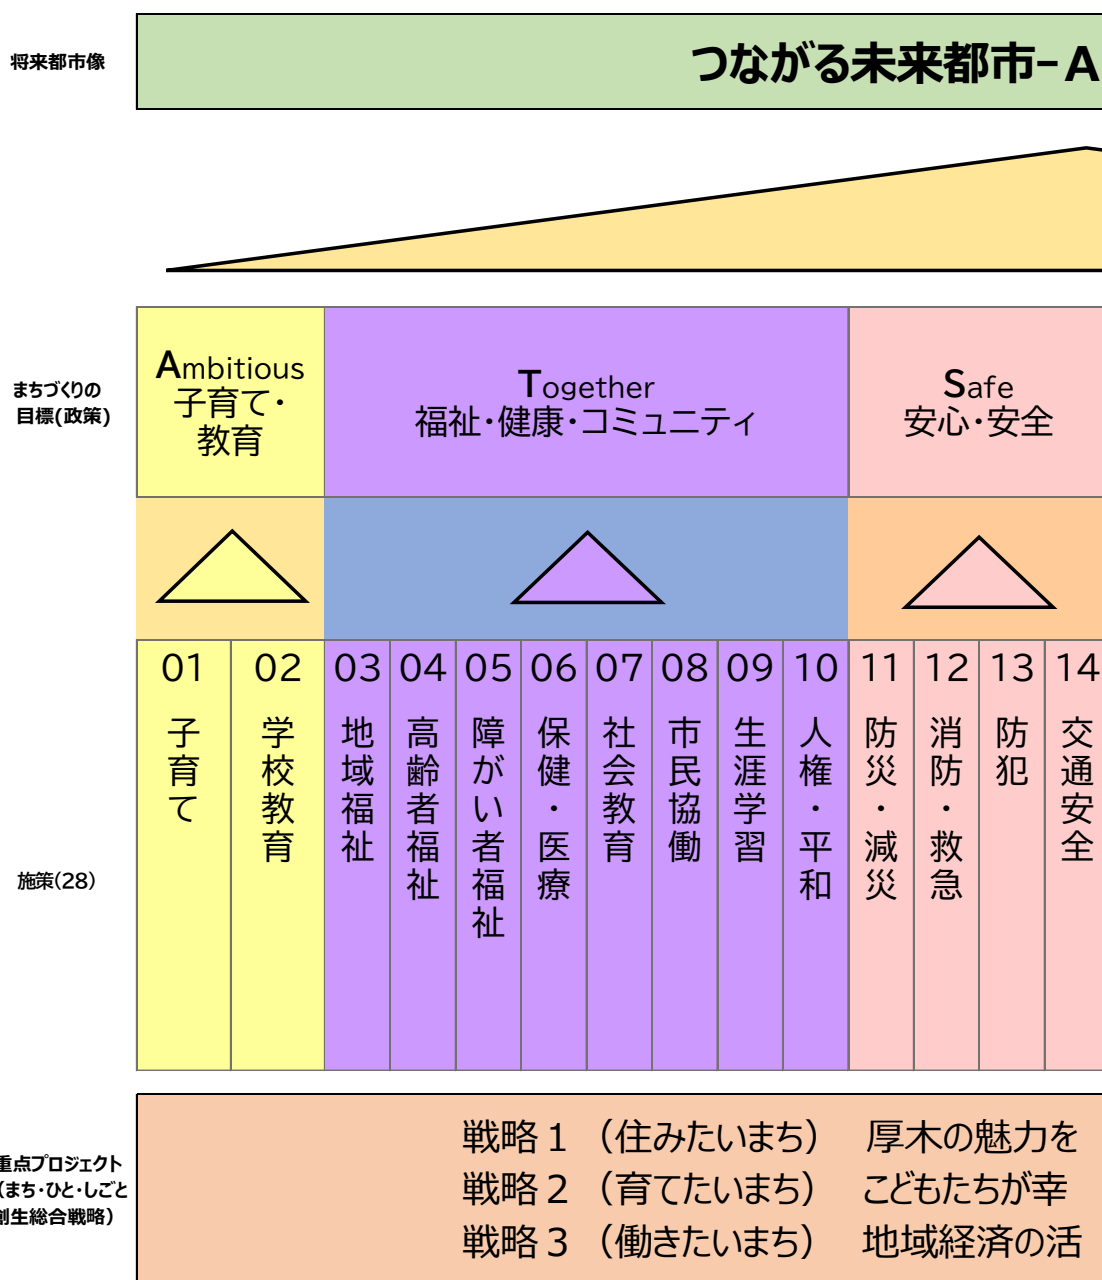 将来都市像
つながる未来都市-A
まちづくりの
目標(政策)
Ambitious
子育て・
教育
Together
福祉・健康・コミュニティ
Safe
安心・安全
施策(28)
01
子育て
02
学校教育
03
地域福祉
04
高齢者福祉
05
障がい者福祉
06
保健・医療
07
社会教育
08
市民協働
09
生涯学習
10
人権・平和
11
防災・減災
12
消防・救急
13
防犯
14
交通安全
重点プロジェクト
(まち・ひと・しごと
創生総合戦略)
戦略1 (住みたいまち) 厚木の魅力を
戦略2 (育てたいまち) こどもたちが幸
戦略3 (働きたいまち) 地域経済の活